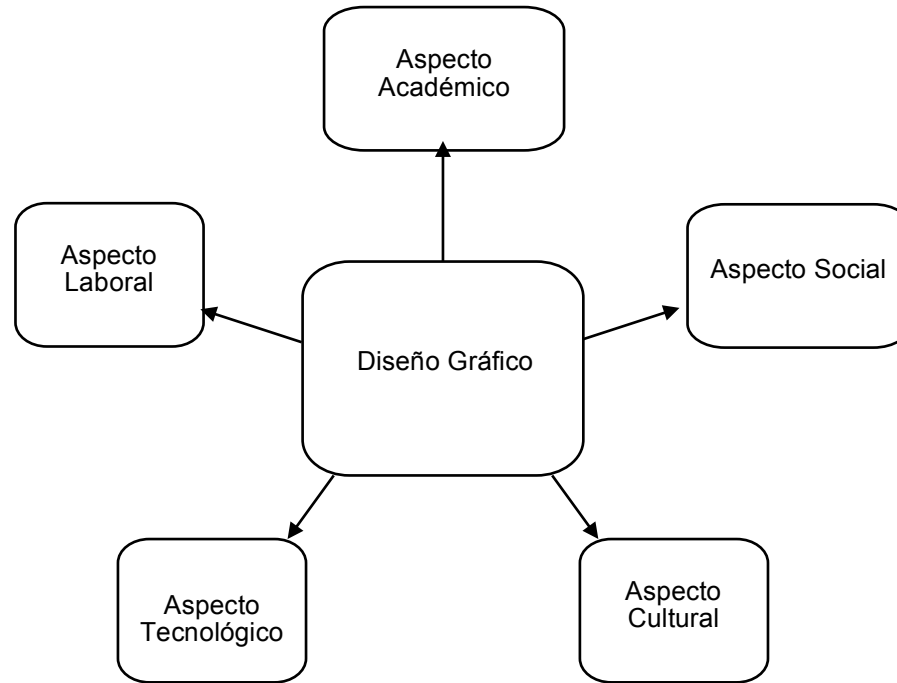 Aspecto
Académico
Aspecto
Laboral
Aspecto Social
Diseño Gráfico
Aspecto
Tecnológico
Aspecto
Cultural